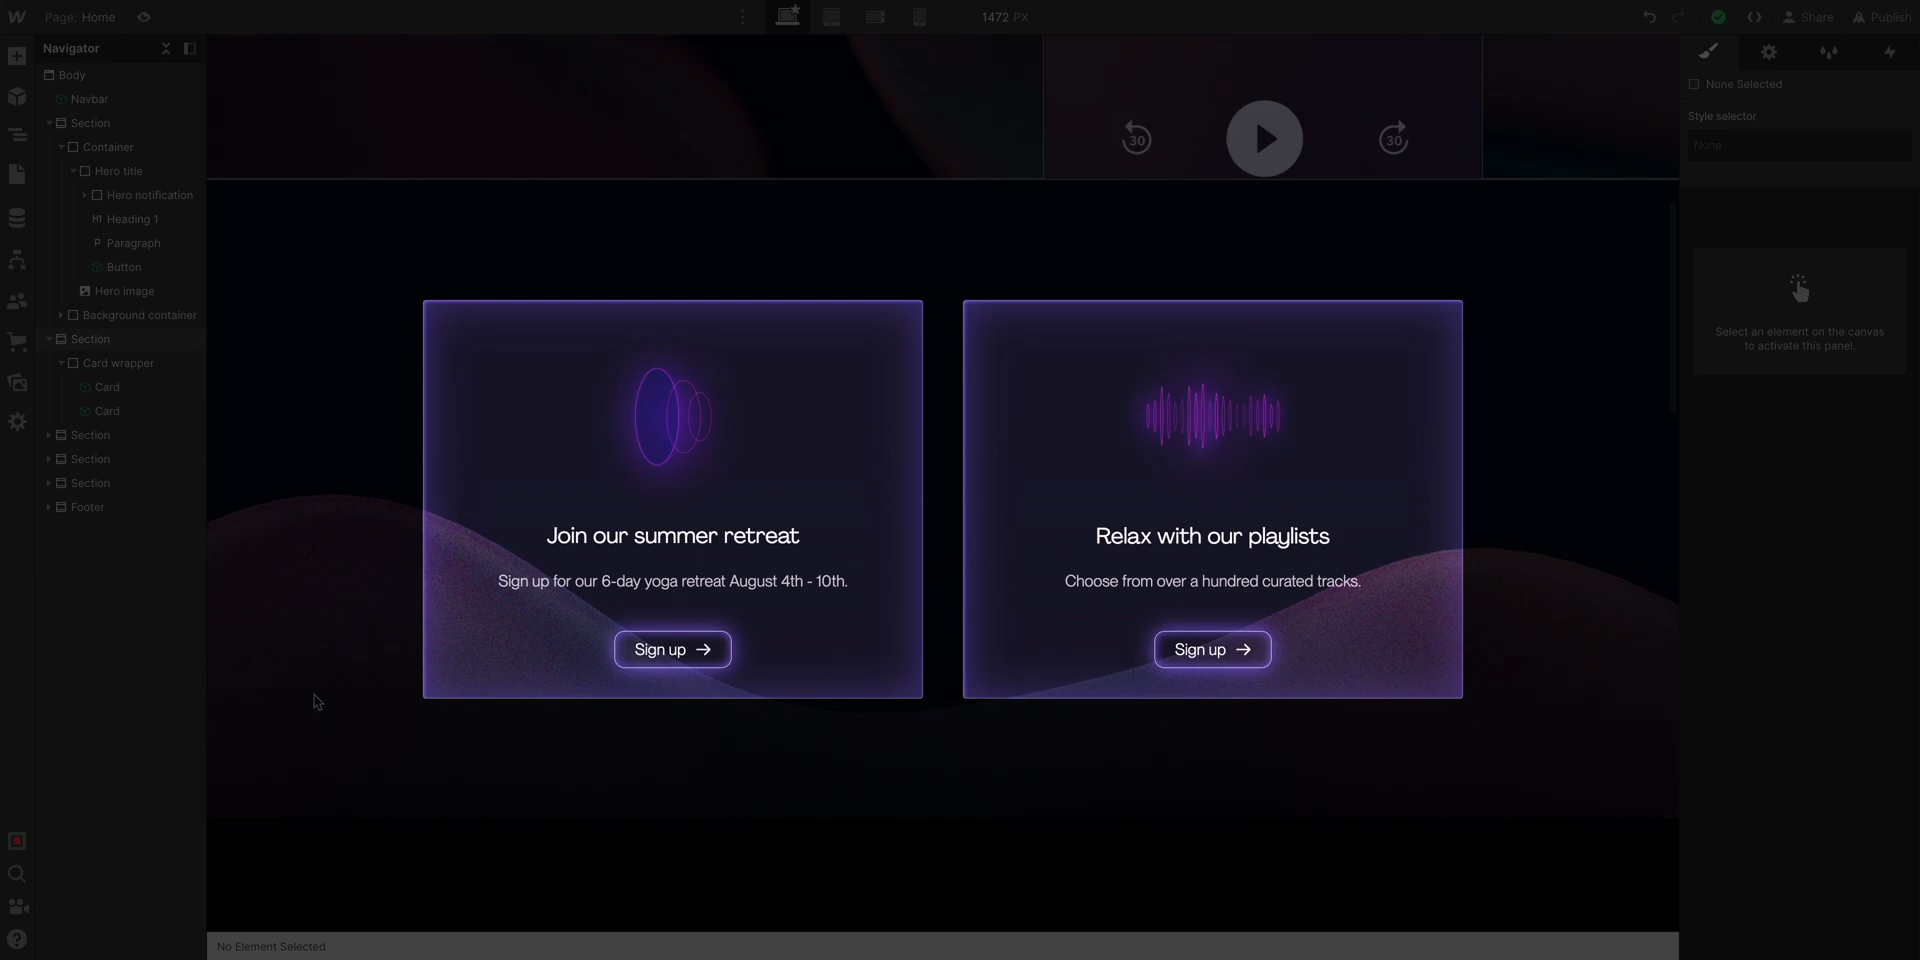 Page: Home
1472 PX
Share
Publish
Navigator
Body
Navbar
Section
Container
Hero title
Hero notification
H1 Heading 1
P Paragraph
Button
Hero image
Background container
Section
Card wrapper
Card
Card
Section
Section
Section
Footer
30
30
Join our summer retreat
Sign up for our 6-day yoga retreat August 4th - 10th.
Sign up
Relax with our playlists
Choose from over a hundred curated tracks.
Sign up
None Selected
Style selector
None
Select an element on the canvas
to activate this panel.
No Element Selected